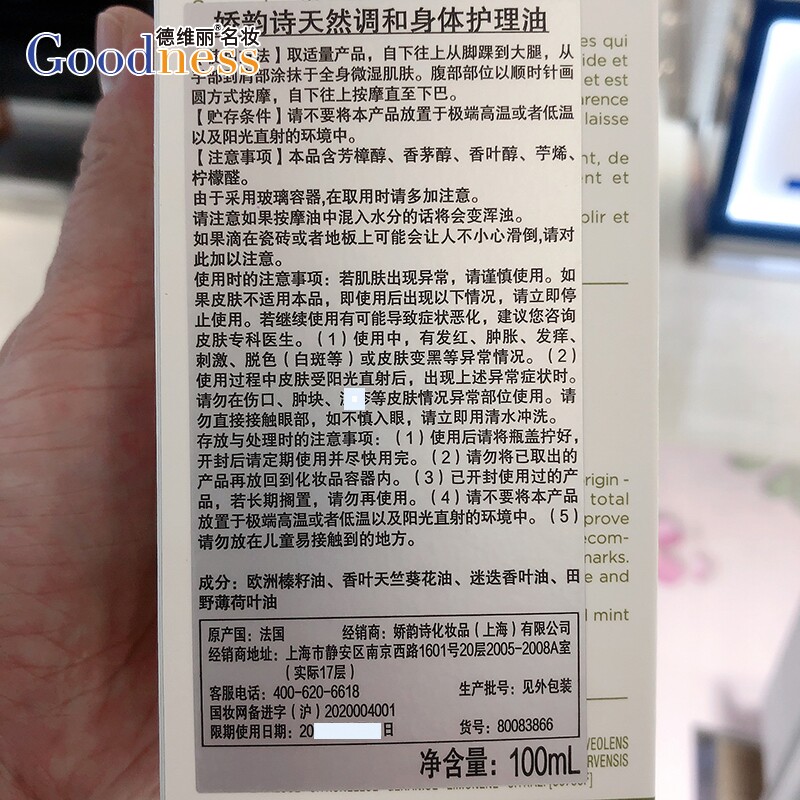 娇韵诗天然调和身体护理油
德维丽®名妆
Goodness
法】取适量产品，自下往上从脚踝到大腿，从
手部到肩部涂抹于全身微湿肌肤。腹部部位以顺时针画
圆方式按摩，自下往上按摩直至下巴。
【贮存条件】请不要将本产品放置于极端高温或者低温
以及阳光直射的环境中。
【注意事项】本品含芳樟醇、香茅醇、香叶醇、苧烯、
柠檬醛。
由于采用玻璃容器,在取用时请多加注意。
请注意如果按摩油中混入水分的话将会变浑浊。
如果滴在瓷砖或者地板上可能会让人不小心滑倒,请对
此加以注意。
使用时的注意事项：若肌肤出现异常，请谨慎使用。如
果皮肤不适用本品，即使用后出现以下情况，请立即停
止使用。若继续使用有可能导致症状恶化，建议您咨询
皮肤专科医生。（1）使用中，有发红、肿胀、发痒、
刺激、脱色（白斑等）或皮肤变黑等异常情况。（2）
使用过程中皮肤受阳光直射后，出现上述异常症状时。
请勿在伤口、肿块、等皮肤情况异常部位使用。请
勿直接接触眼部，如不慎入眼，请立即用清水冲洗。
存放与处理时的注意事项：（1）使用后请将瓶盖拧好，
开封后请定期使用并尽快用完。（2）请勿将已取出的
产品再放回到化妆品容器内。（3）已开封使用过的产
品，若长期搁置，请勿再使用。（4）请不要将本产品
放置于极端高温或者低温以及阳光直射的环境中。（5）
请勿放在儿童易接触到的地方。
成分：欧洲榛籽油、香叶天竺葵花油、迷迭香叶油、田
野薄荷叶油
原产国：法国 经销商：娇韵诗化妆品（上海）有限公司
经销商地址：上海市静安区南京西路1601号20层2005-2008A室
（实际17层）
客服电话：400-620-6618 生产批号：见外包装
国妆网备进字（沪）2020004001
限期使用日期：20 日 货号：80083866
净含量：100mL
es qui
ide et
et est
arence
laisse
nt, de
ent et
plir et
origin -
total
prove
ecom-
marks.
e and
l mint
VEOLENS
RVENSIS